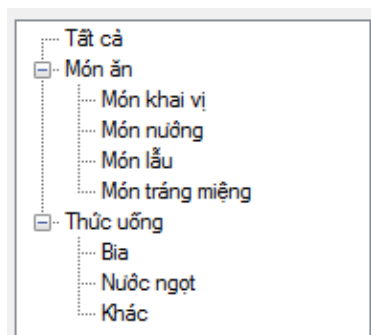 Tất cả
Món ăn
Món khai vị
Món nướng
Món lẩu
Món tráng miệng
Thức uống
Bia
Nước ngọt
Khác